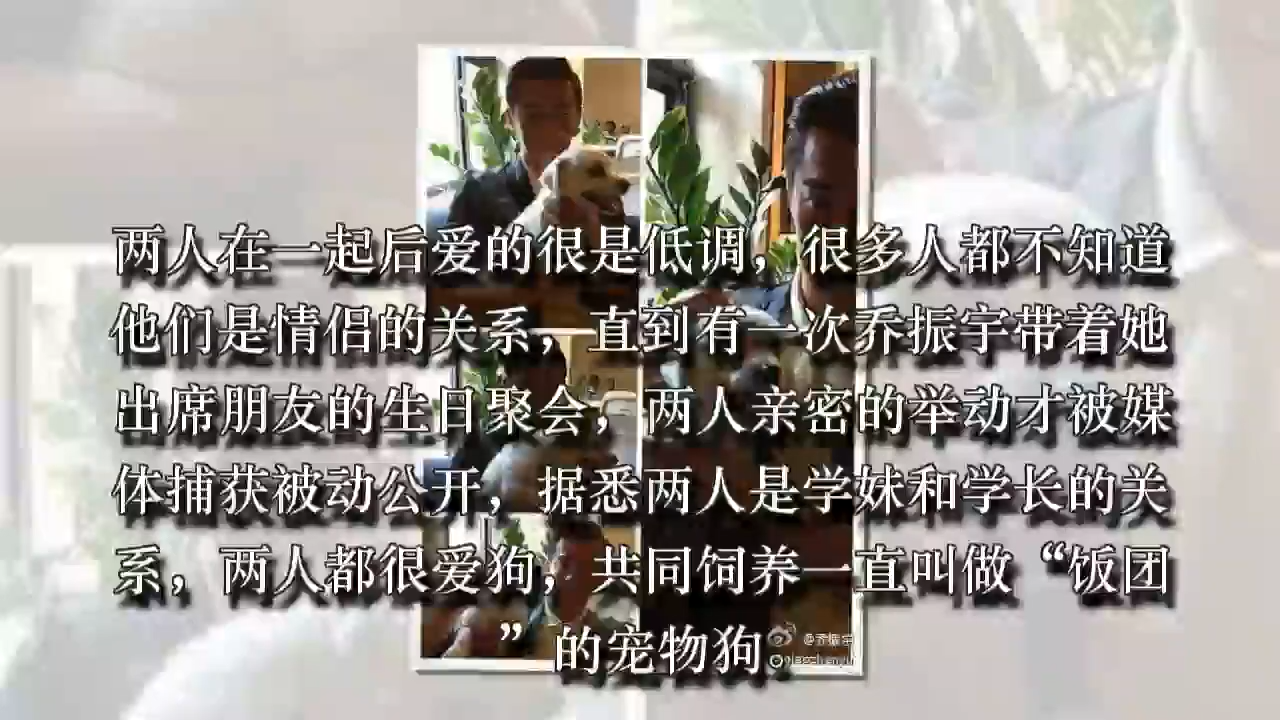 两人在一起后爱的很是低调，很多人都不知道
他们是情侣的关系，直到有一次乔振宇带着她
出席朋友的生日聚会，两人亲密的举动才被媒
体捕获被动公开，据悉两人是学妹和学长的关
系，两人都很爱狗，共同饲养一直叫做“饭团
”的宠物狗
@乔振宇